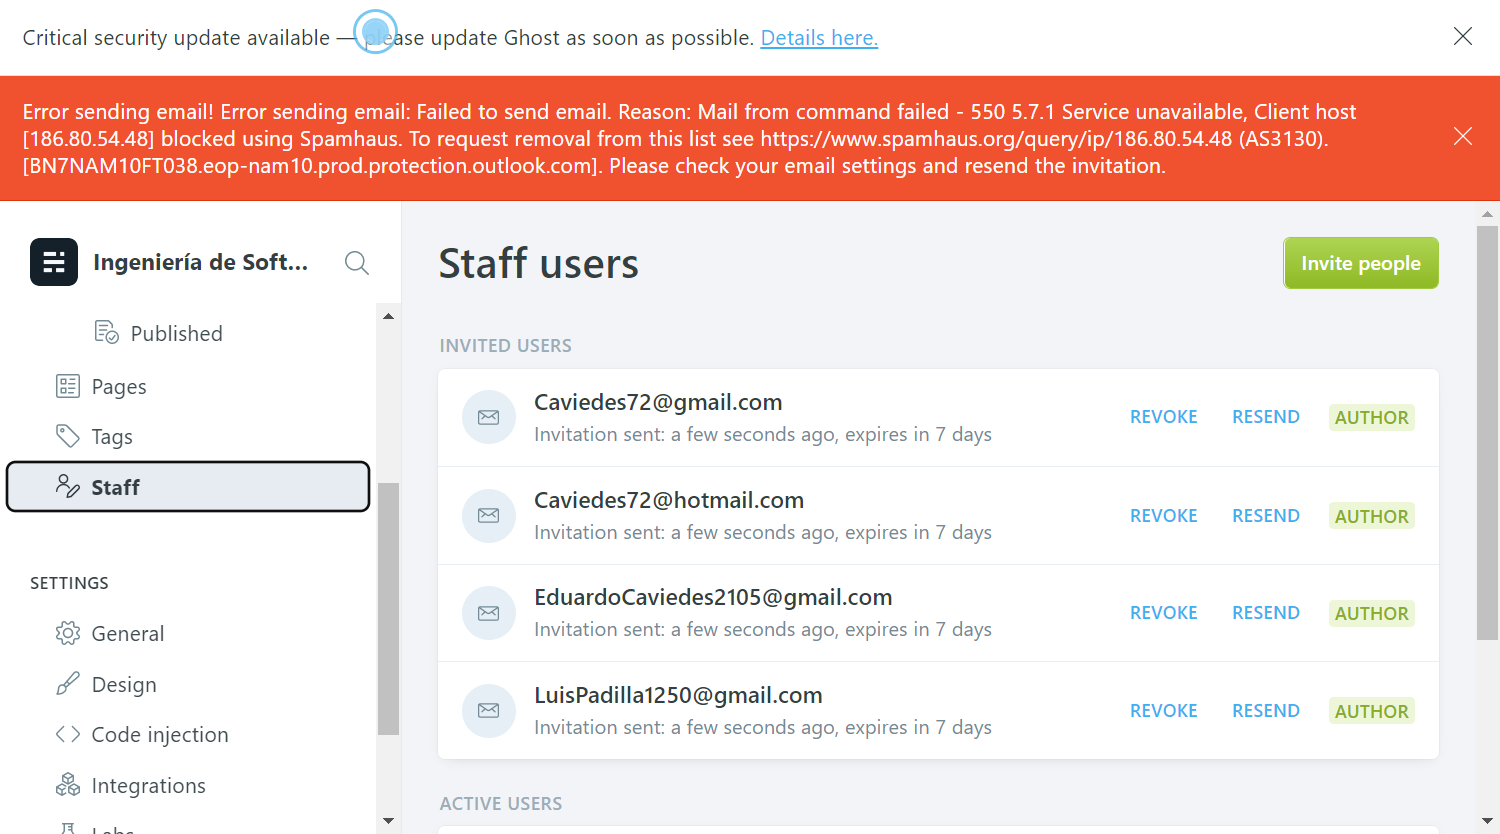 Critical security update available — please update Ghost as soon as possible. Details here.
Error sending email! Error sending email: Failed to send email. Reason: Mail from command failed - 550 5.7.1 Service unavailable, Client host
[186.80.54.48] blocked using Spamhaus. To request removal from this list see https://www.spamhaus.org/query/ip/186.80.54.48 (AS3130).
[BN7NAM10FT038.eop-nam10.prod.protection.outlook.com]. Please check your email settings and resend the invitation.
Ingeniería de Soft...
Published
Pages
Tags
Staff
SETTINGS
General
Design
Code injection
Integrations
Labs
Staff users
Invite people
INVITED USERS
Caviedes72@gmail.com
Invitation sent: a few seconds ago, expires in 7 days
REVOKE RESEND AUTHOR
Caviedes72@hotmail.com
Invitation sent: a few seconds ago, expires in 7 days
REVOKE RESEND AUTHOR
EduardoCaviedes2105@gmail.com
Invitation sent: a few seconds ago, expires in 7 days
REVOKE RESEND AUTHOR
LuisPadilla1250@gmail.com
Invitation sent: a few seconds ago, expires in 7 days
REVOKE RESEND AUTHOR
ACTIVE USERS